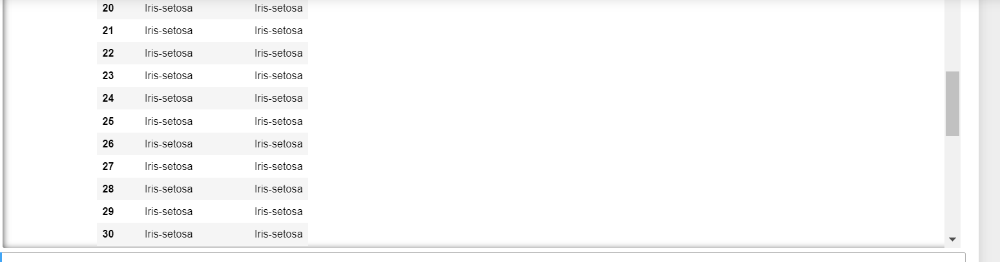 20 Iris-setosa Iris-setosa
21 Iris-setosa Iris-setosa
22 Iris-setosa Iris-setosa
23 Iris-setosa Iris-setosa
24 Iris-setosa Iris-setosa
25 Iris-setosa Iris-setosa
26 Iris-setosa Iris-setosa
27 Iris-setosa Iris-setosa
28 Iris-setosa Iris-setosa
29 Iris-setosa Iris-setosa
30 Iris-setosa Iris-setosa